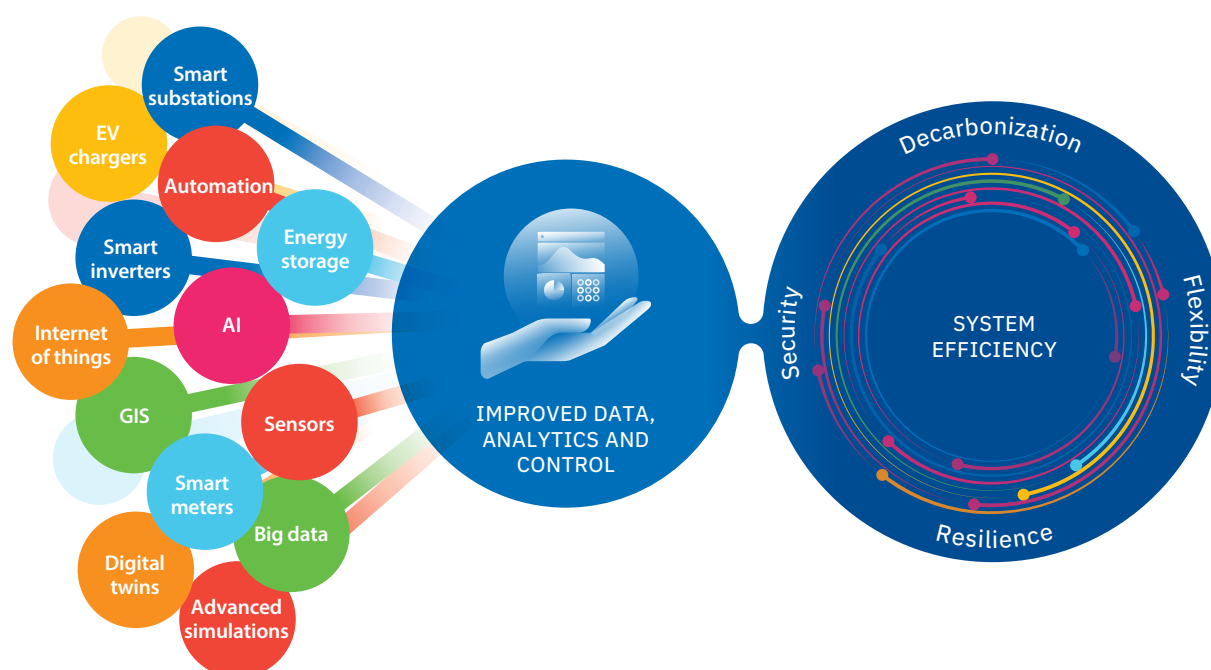 Smart
substations
EV
chargers
Automation
Energy
storage
Smart
inverters
AI
Internet
of things
GIS
Sensors
Smart
meters
Big data
Digital
twins
Advanced
simulations
IMPROVED DATA,
ANALYTICS AND
CONTROL
Decarbonization
Flexibility
Security
SYSTEM
EFFICIENCY
Resilience